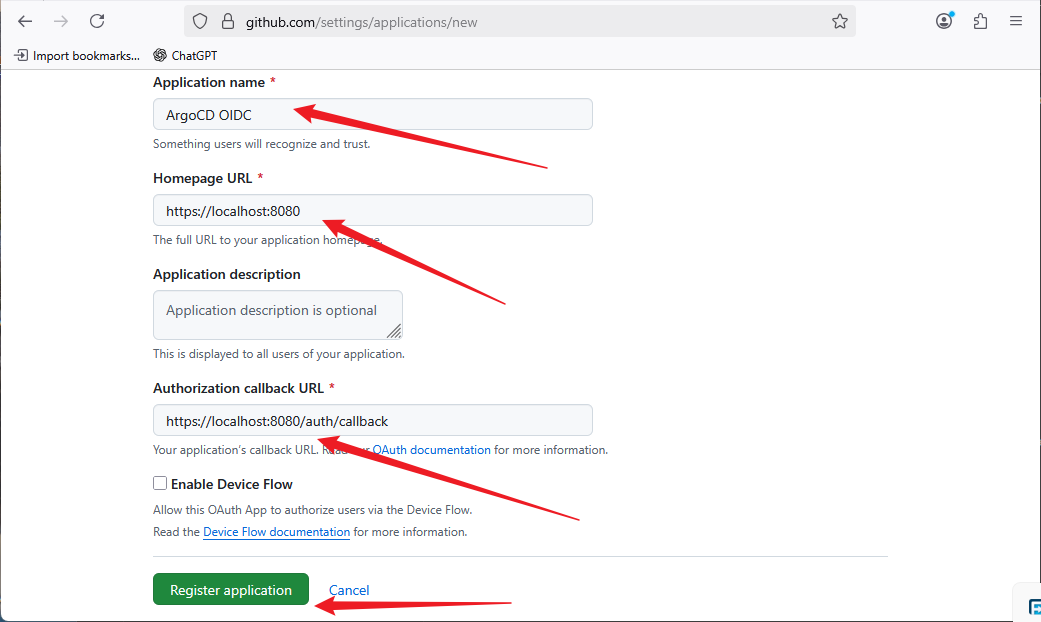 github.com/settings/applications/new
Import bookmarks... ChatGPT
Application name *
ArgoCD OIDC
Something users will recognize and trust.
Homepage URL *
https://localhost:8080
The full URL to your application homepage.
Application description
Application description is optional
This is displayed to all users of your application.
Authorization callback URL *
https://localhost:8080/auth/callback
Your application's callback URL. Read our OAuth documentation for more information.
Enable Device Flow
Allow this OAuth App to authorize users via the Device Flow.
Read the Device Flow documentation for more information.
Register application Cancel